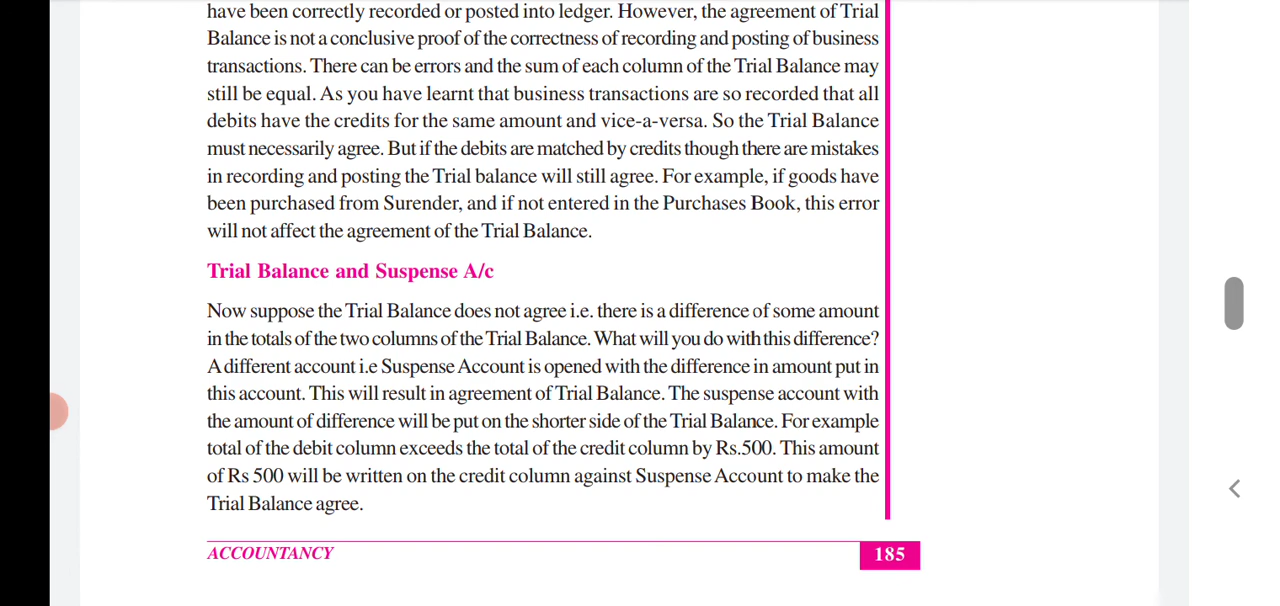 have been correctly recorded or posted into ledger. However, the agreement of Trial
Balance is not a conclusive proof of the correctness of recording and posting of business
transactions. There can be errors and the sum of each column of the Trial Balance may
still be equal. As you have learnt that business transactions are so recorded that all
debits have the credits for the same amount and vice-a-versa. So the Trial Balance
must necessarily agree. But if the debits are matched by credits though there are mistakes
in recording and posting the Trial balance will still agree. For example, if goods have
been purchased from Surender, and if not entered in the Purchases Book, this error
will not affect the agreement of the Trial Balance.
Trial Balance and Suspense A/c
Now suppose the Trial Balance does not agree i.e. there is a difference of some amount
in the totals of the two columns of the Trial Balance. What will you do with this difference?
A different account i.e Suspense Account is opened with the difference in amount put in
this account. This will result in agreement of Trial Balance. The suspense account with
the amount of difference will be put on the shorter side of the Trial Balance. For example
total of the debit column exceeds the total of the credit column by Rs.500. This amount
of Rs 500 will be written on the credit column against Suspense Account to make the
Trial Balance agree.
ACCOUNTANCY
185